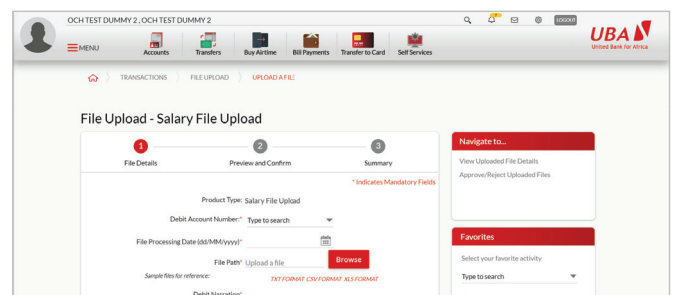 OCH TEST DUMMY 2 , OCH TEST DUMMY 2
LOGOUT
MENU
Accounts Transfers Buy Airtime Bill Payments Transfer to Card Self Services
UBA
United Bank for Africa
TRANSACTIONS FILE UPLOAD UPLOAD A FILE
File Upload - Salary File Upload
1 2 3
File Details Preview and Confirm Summary
* Indicates Mandatory Fields
Product Type: Salary File Upload
Debit Account Number:* Type to search
File Processing Date (dd/MM/yyyy)*
File Path* Upload a file Browse
Sample files for reference: TXT FORMAT CSV FORMAT XLS FORMAT
Debit Narration*
Navigate to...
View Uploaded File Details
Approve/Reject Uploaded Files
Favorites
Select your favorite activity
Type to search